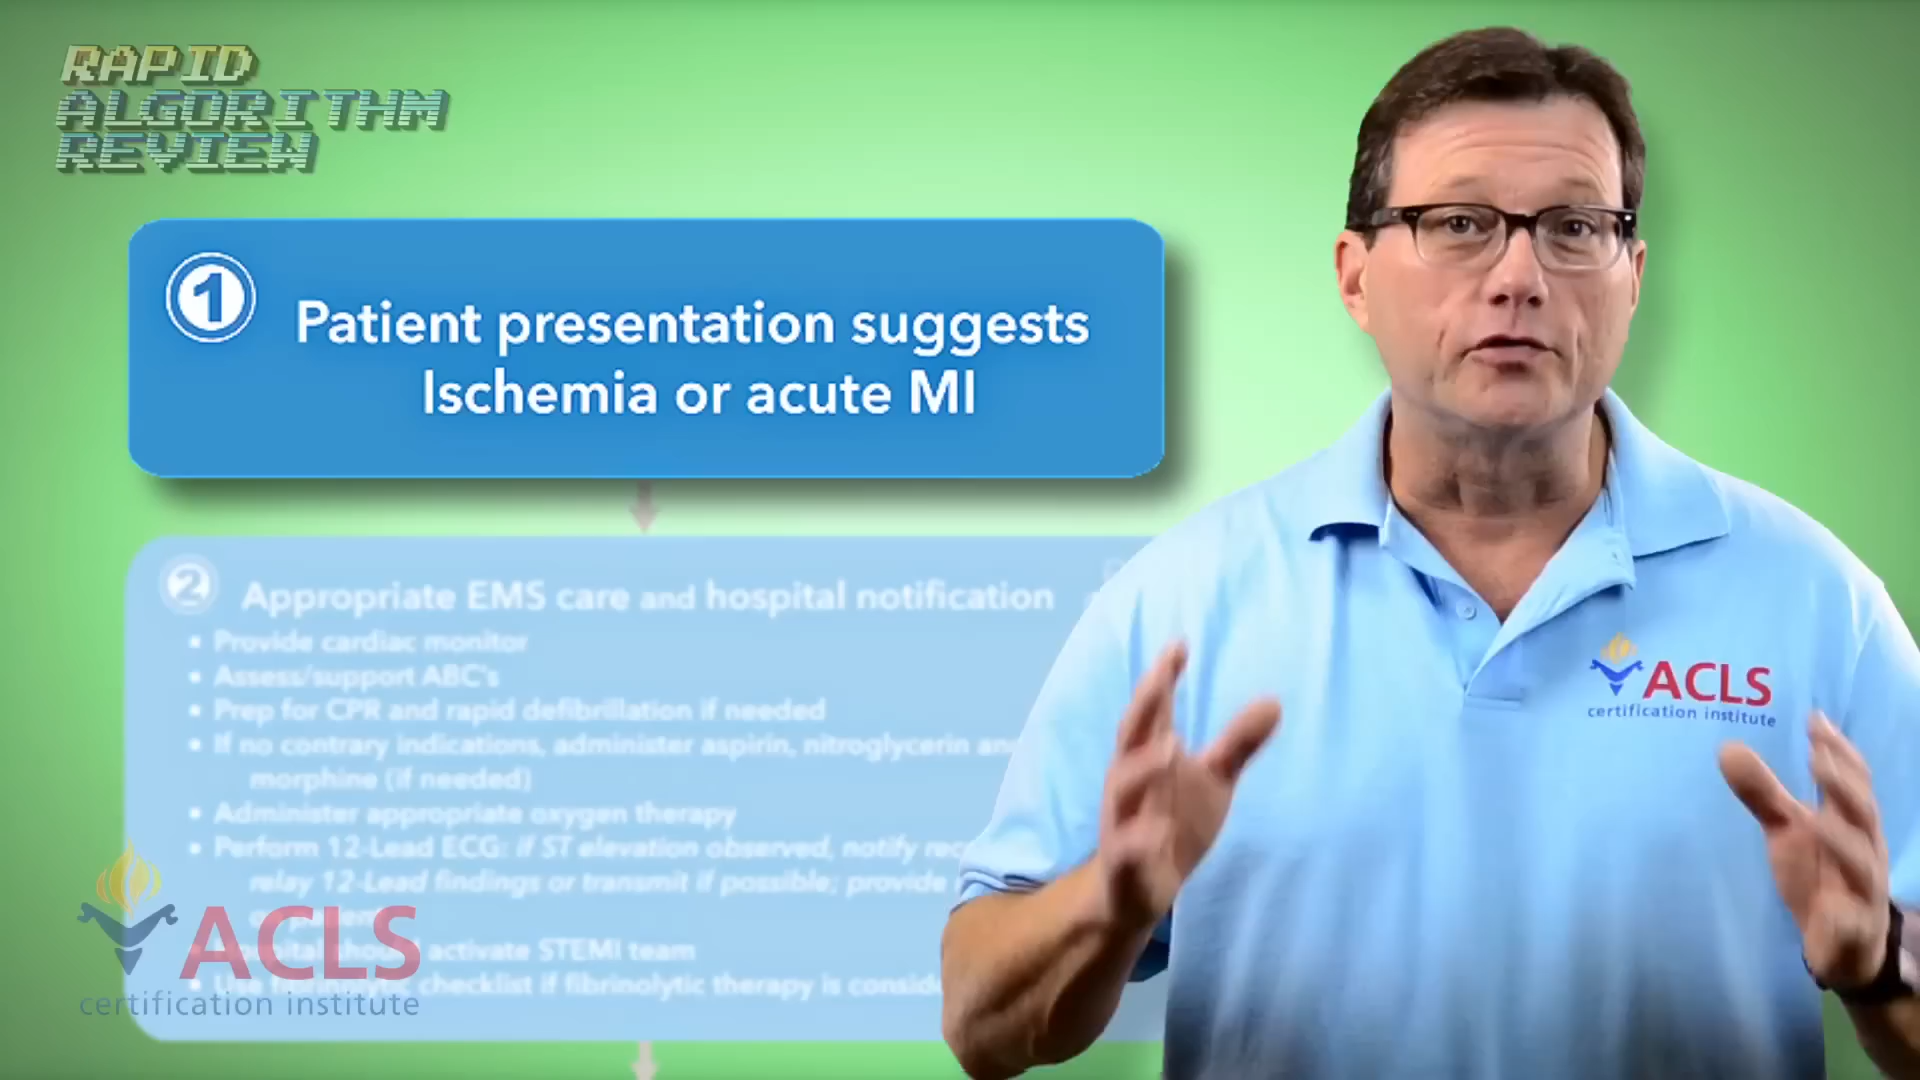 RAPID
ALGORITHM
REVIEW
1
Patient presentation suggests
Ischemia or acute MI
2
Appropriate EMS care and hospital notification
• Provide cardiac monitor
• Assess/support ABC's
• Prep for CPR and rapid defibrillation if needed
• If no contrary indications, administer aspirin, nitroglycerin and
morphine (if needed)
• Administer appropriate oxygen therapy
• Perform 12-Lead ECG: if ST elevation observed, notify
relay 12-Lead findings or transmit if possible; provide
activate STEMI team
checklist if fibrinolytic therapy is
ACLS
certification institute
ACLS
certification institute